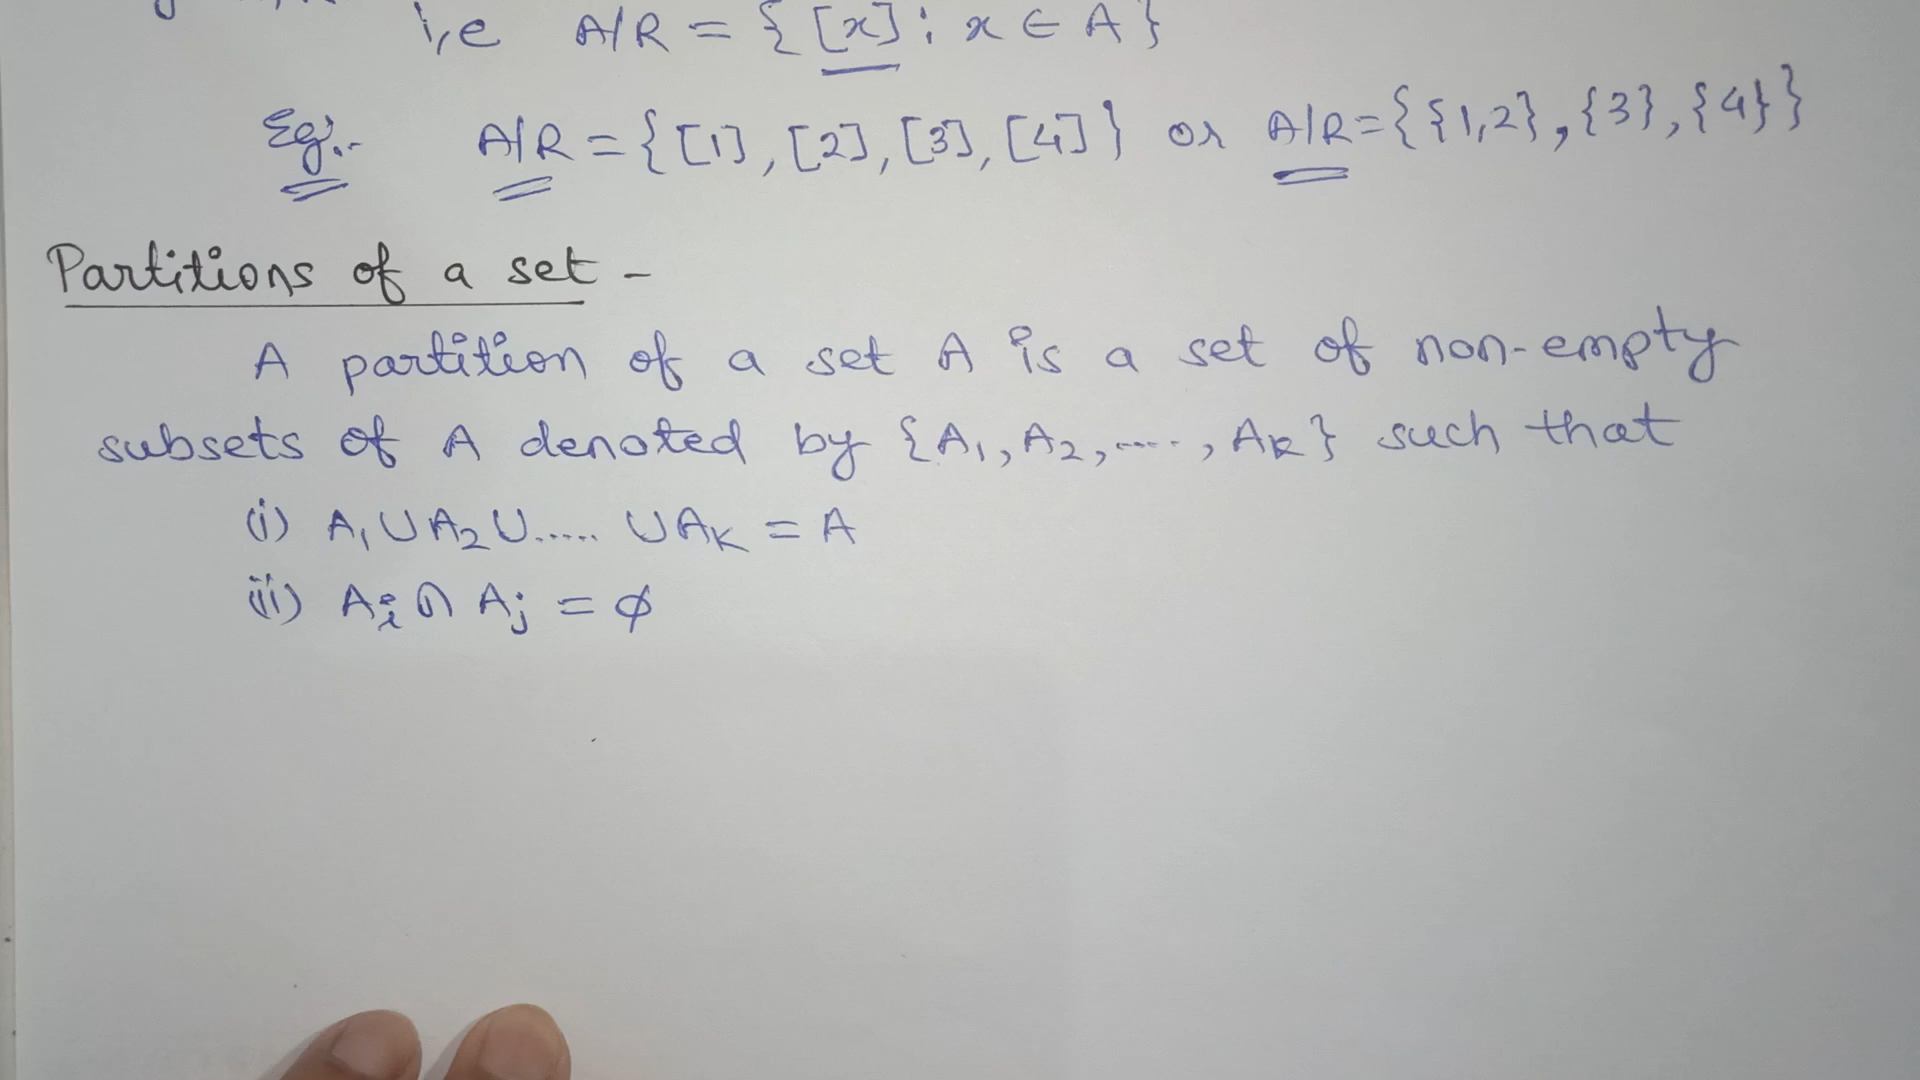 i,e A/R = { [x] : x ∈ A }
Eg:- A/R = { [1], [2], [3], [4] } or A/R = { {1,2}, {3}, {4} }
Partitions of a set -
A partition of a set A is a set of non-empty
subsets of A denoted by {A₁, A₂, ....., Aₖ} such that
(i) A₁ ∪ A₂ ∪ ..... ∪ Aₖ = A
(ii) Aᵢ ∩ Aⱼ = ϕ